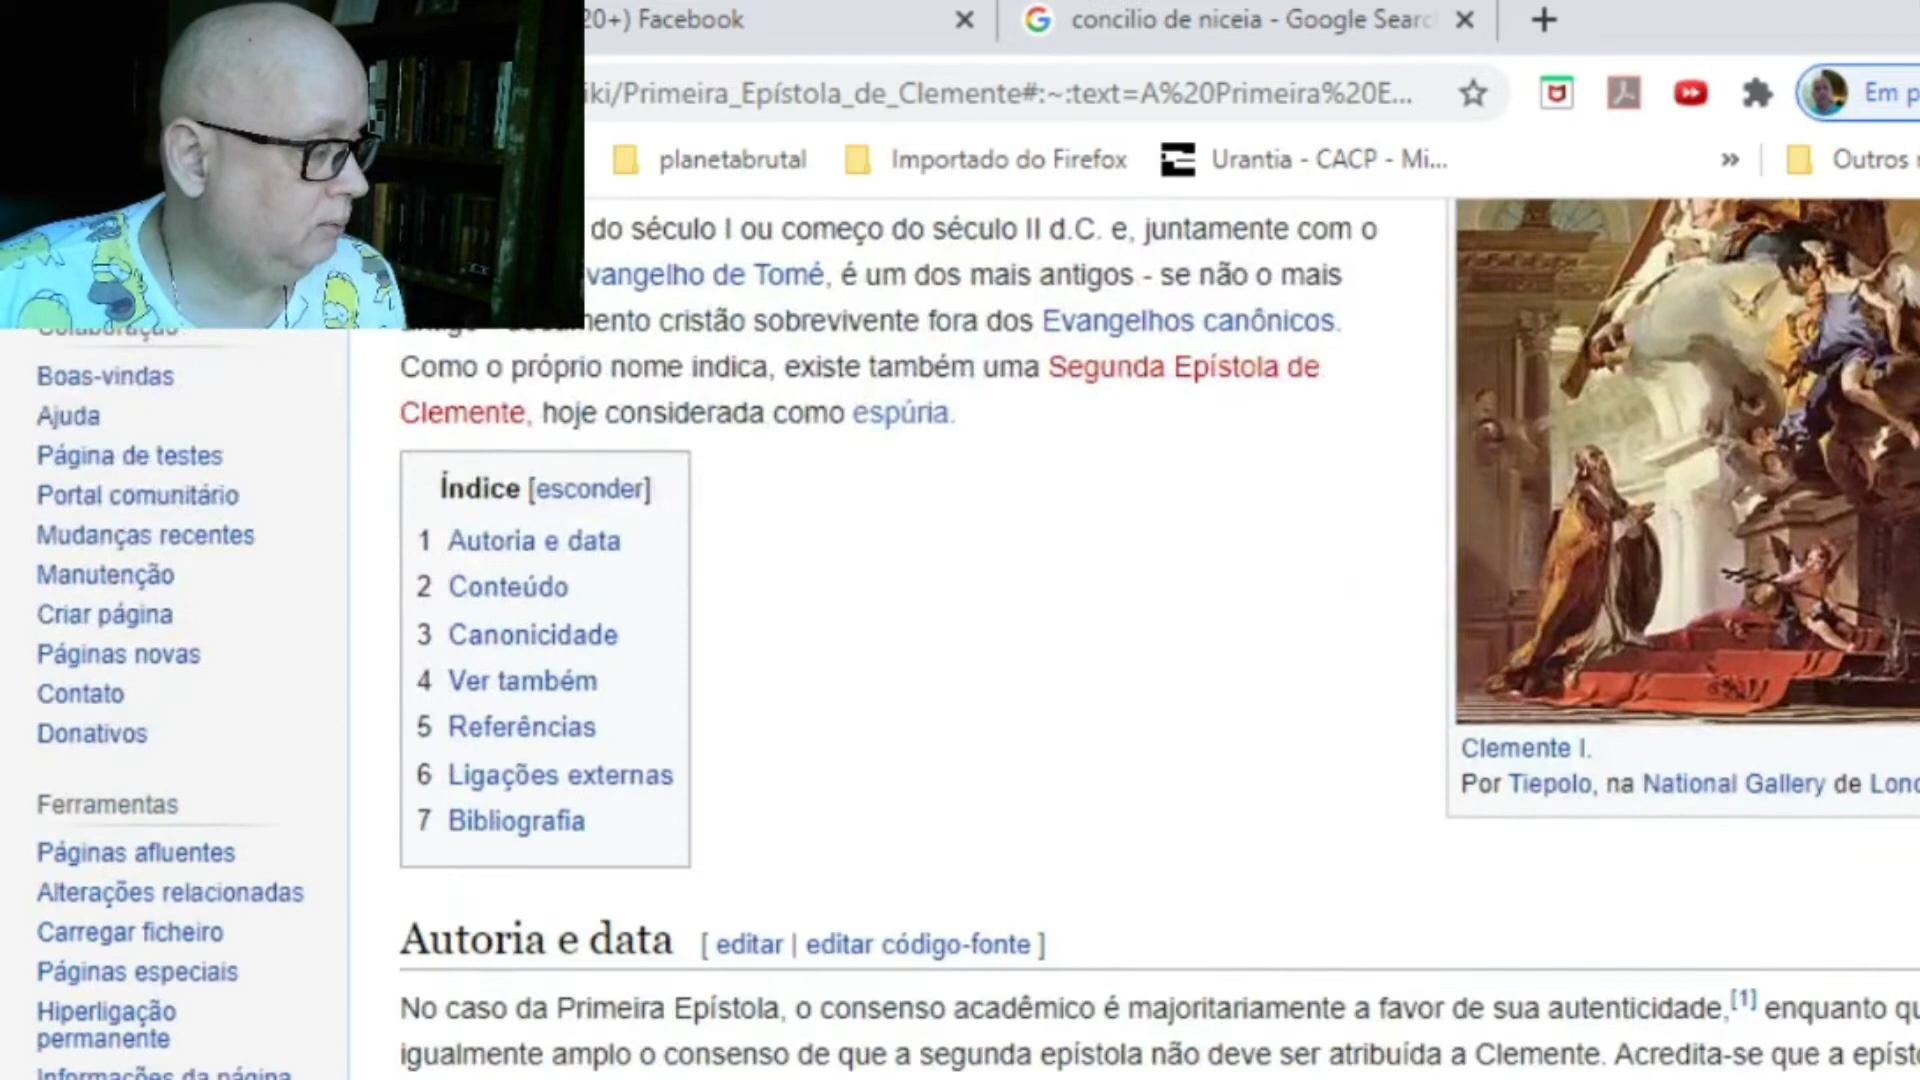 20+) Facebook
concilio de niceia - Google Searc
iki/Primeira_Epístola_de_Clemente#:~:text=A%20Primeira%20E...
Em p
planetabrutal
Importado do Firefox
Urantia - CACP - Mi...
»
Outros
do século I ou começo do século II d.C. e, juntamente com o
vangelho de Tomé, é um dos mais antigos - se não o mais
mento cristão sobrevivente fora dos Evangelhos canônicos.
Como o próprio nome indica, existe também uma Segunda Epístola de
Clemente, hoje considerada como espúria.
Colaboração
Boas-vindas
Ajuda
Página de testes
Portal comunitário
Mudanças recentes
Manutenção
Criar página
Páginas novas
Contato
Donativos
Ferramentas
Páginas afluentes
Alterações relacionadas
Carregar ficheiro
Páginas especiais
Hiperligação
permanente
Informações da página
Índice [esconder]
1 Autoria e data
2 Conteúdo
3 Canonicidade
4 Ver também
5 Referências
6 Ligações externas
7 Bibliografia
Clemente I.
Por Tiepolo, na National Gallery de Lond
Autoria e data [ editar | editar código-fonte ]
No caso da Primeira Epístola, o consenso acadêmico é majoritariamente a favor de sua autenticidade,[1] enquanto qu
igualmente amplo o consenso de que a segunda epístola não deve ser atribuída a Clemente. Acredita-se que a epísto